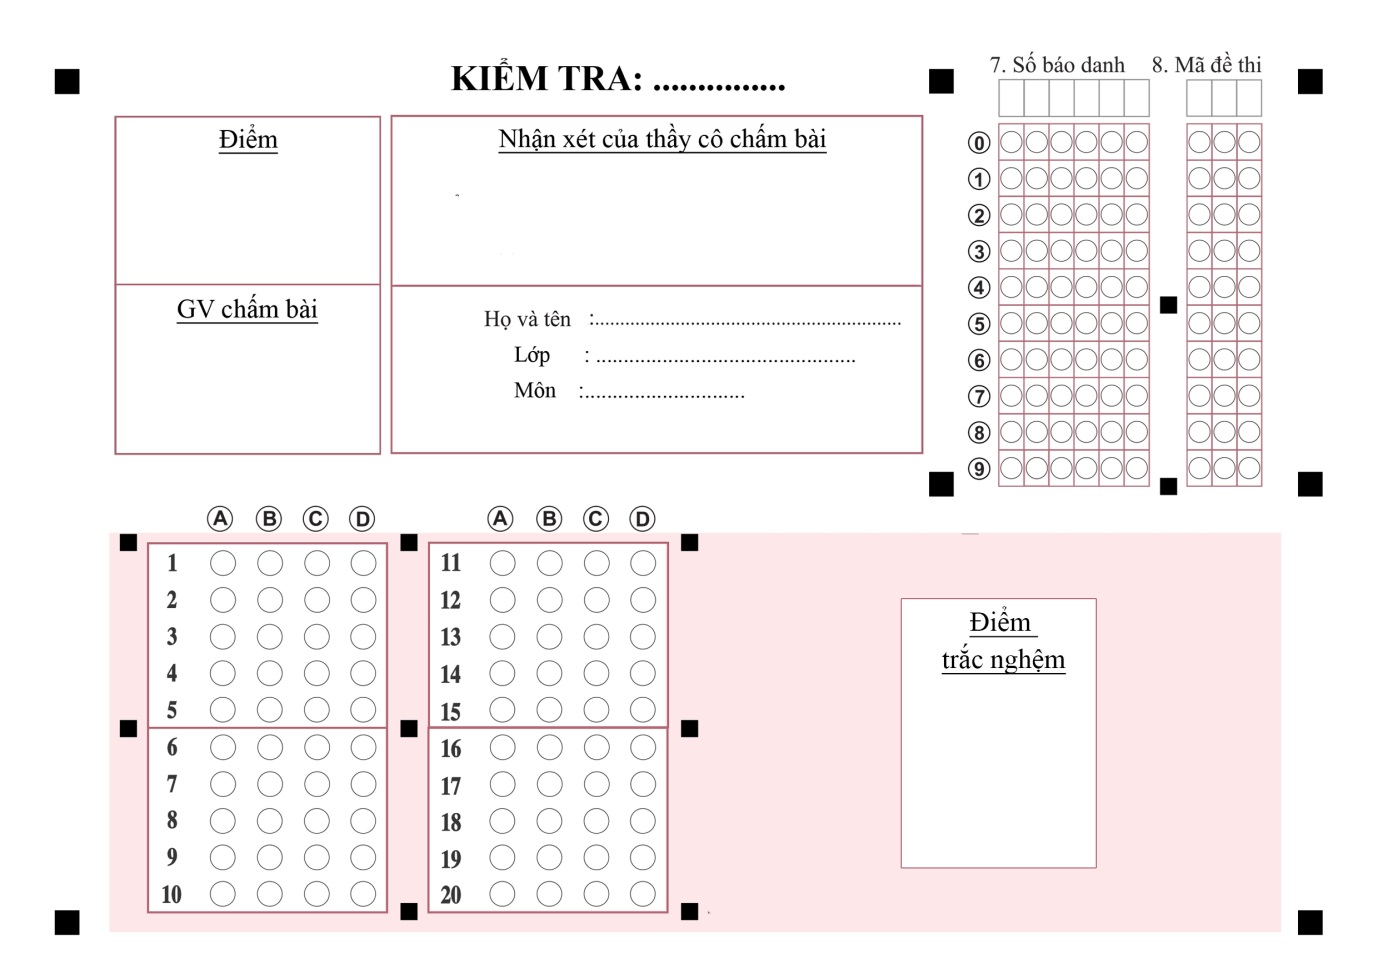 KIỂM TRA: ...............
7. Số báo danh
8. Mã đề thi
Điểm
Nhận xét của thầy cô chấm bài
GV chấm bài
Họ và tên :.............................................................
Lớp : ...............................................
Môn :.............................
0
1
2
3
4
5
6
7
8
9
A B C D
1
2
3
4
5
6
7
8
9
10
A B C D
11
12
13
14
15
16
17
18
19
20
Điểm
trắc nghệm